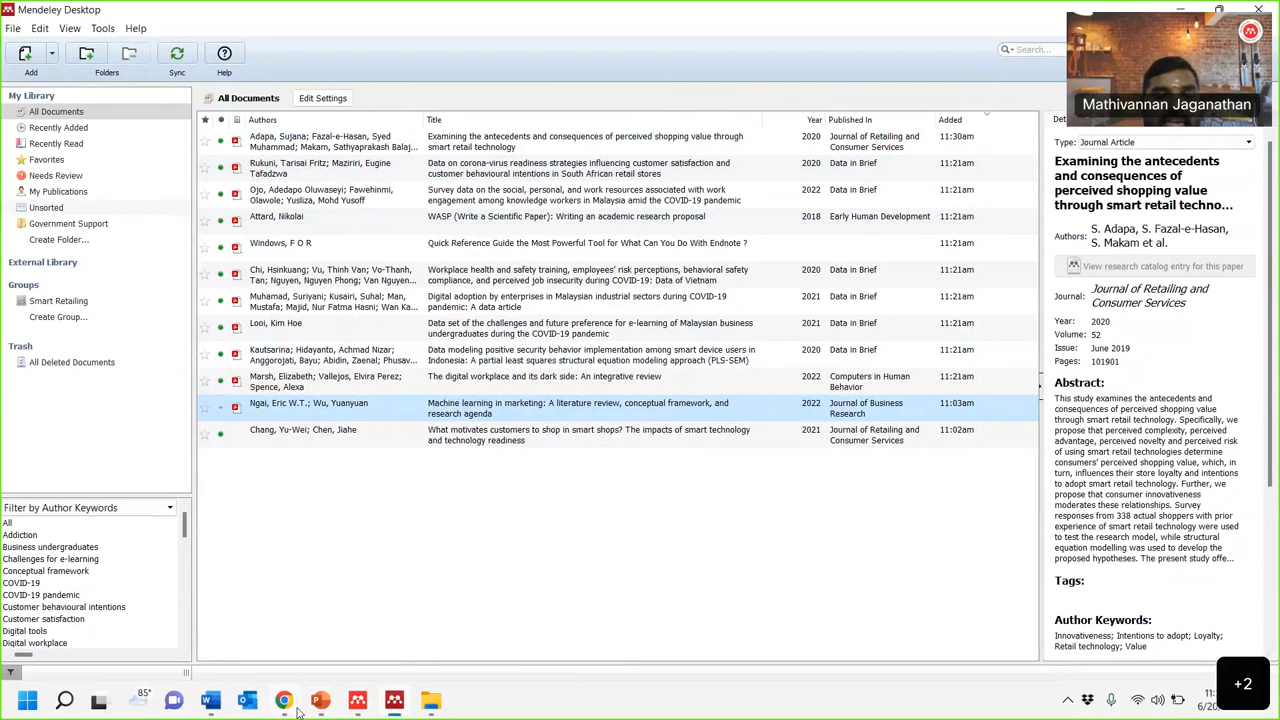 Mendeley Desktop
File Edit View Tools Help
Add Folders Sync Help
Search...
Mathivannan Jaganathan
My Library
All Documents
Recently Added
Recently Read
Favorites
Needs Review
My Publications
Unsorted
Government Support
Create Folder...
External Library
Groups
Smart Retailing
Create Group...
Trash
All Deleted Documents
Filter by Author Keywords
All
Addiction
Business undergraduates
Challenges for e-learning
Conceptual framework
COVID-19
COVID-19 pandemic
Customer behavioural intentions
Customer satisfaction
Digital tools
Digital workplace
All Documents Edit Settings
Authors Title Year Published In Added
Adapa, Sujana; Fazal-e-Hasan, Syed Examining the antecedents and consequences of perceived shopping value through 2020 Journal of Retailing and 11:30am
Muhammad; Makam, Sathyaprakash Balaj... smart retail technology Consumer Services
Rukuni, Tarisai Fritz; Maziriri, Eugine Data on corona-virus readiness strategies influencing customer satisfaction and 2020 Data in Brief 11:21am
Tafadzwa customer behavioural intentions in South African retail stores
Ojo, Adedapo Oluwaseyi; Fawehinmi, Survey data on the social, personal, and work resources associated with work 2022 Data in Brief 11:21am
Olawole; Yusliza, Mohd Yusoff engagement among knowledge workers in Malaysia amid the COVID-19 pandemic
Attard, Nikolai WASP (Write a Scientific Paper): Writing an academic research proposal 2018 Early Human Development 11:21am
Windows, F O R Quick Reference Guide the Most Powerful Tool for What Can You Do With Endnote ? 11:21am
Chi, Hsinkuang; Vu, Thinh Van; Vo-Thanh, Workplace health and safety training, employees' risk perceptions, behavioral safety 2020 Data in Brief 11:21am
Tan; Nguyen, Nguyen Phong; Van Nguyen... compliance, and perceived job insecurity during COVID-19: Data of Vietnam
Muhamad, Suriyani; Kusairi, Suhal; Man, Digital adoption by enterprises in Malaysian industrial sectors during COVID-19 2021 Data in Brief 11:21am
Mustafa; Majid, Nur Fatma Hasni; Wan Ka... pandemic: A data article
Looi, Kim Hoe Data set of the challenges and future preference for e-learning of Malaysian business 2021 Data in Brief 11:21am
undergraduates during the COVID-19 pandemic
Kautsarina; Hidayanto, Achmad Nizar; Data modeling positive security behavior implementation among smart device users in 2020 Data in Brief 11:21am
Anggorojati, Bayu; Abidin, Zaenal; Phusav... Indonesia: A partial least squares structural equation modeling approach (PLS-SEM)
Marsh, Elizabeth; Vallejos, Elvira Perez; The digital workplace and its dark side: An integrative review 2022 Computers in Human 11:21am
Spence, Alexa Behavior
Ngai, Eric W.T.; Wu, Yuanyuan Machine learning in marketing: A literature review, conceptual framework, and 2022 Journal of Business 11:03am
research agenda Research
Chang, Yu-Wei; Chen, Jiahe What motivates customers to shop in smart shops? The impacts of smart technology 2021 Journal of Retailing and 11:02am
and technology readiness Consumer Services
Type: Journal Article
Examining the antecedents
and consequences of
perceived shopping value
through smart retail techno...
Authors: S. Adapa, S. Fazal-e-Hasan,
S. Makam et al.
View research catalog entry for this paper
Journal: Journal of Retailing and
Consumer Services
Year: 2020
Volume: 52
Issue: June 2019
Pages: 101901
Abstract:
This study examines the antecedents and
consequences of perceived shopping value
through smart retail technology. Specifically, we
propose that perceived complexity, perceived
advantage, perceived novelty and perceived risk
of using smart retail technologies determine
consumers' perceived shopping value, which, in
turn, influences their store loyalty and intentions
to adopt smart retail technology. Further, we
propose that consumer innovativeness
moderates these relationships. Survey
responses from 338 actual shoppers with prior
experience of smart retail technology were used
to test the research model, while structural
equation modelling was used to develop the
proposed hypotheses. The present study offe...
Tags:
Author Keywords:
Innovativeness; Intentions to adopt; Loyalty;
Retail technology; Value
+2
85°